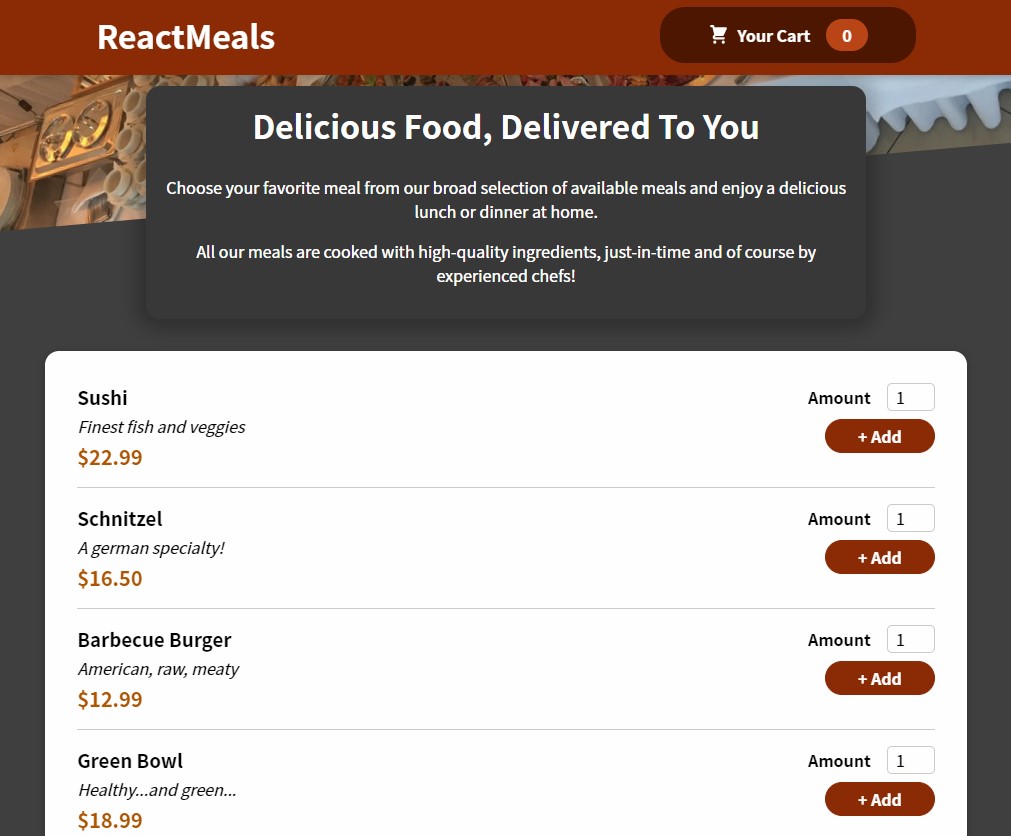 ReactMeals
Your Cart 0
Delicious Food, Delivered To You
Choose your favorite meal from our broad selection of available meals and enjoy a delicious
lunch or dinner at home.
All our meals are cooked with high-quality ingredients, just-in-time and of course by
experienced chefs!
Sushi
Finest fish and veggies
$22.99
Amount 1
+ Add
Schnitzel
A german specialty!
$16.50
Amount 1
+ Add
Barbecue Burger
American, raw, meaty
$12.99
Amount 1
+ Add
Green Bowl
Healthy...and green...
$18.99
Amount 1
+ Add